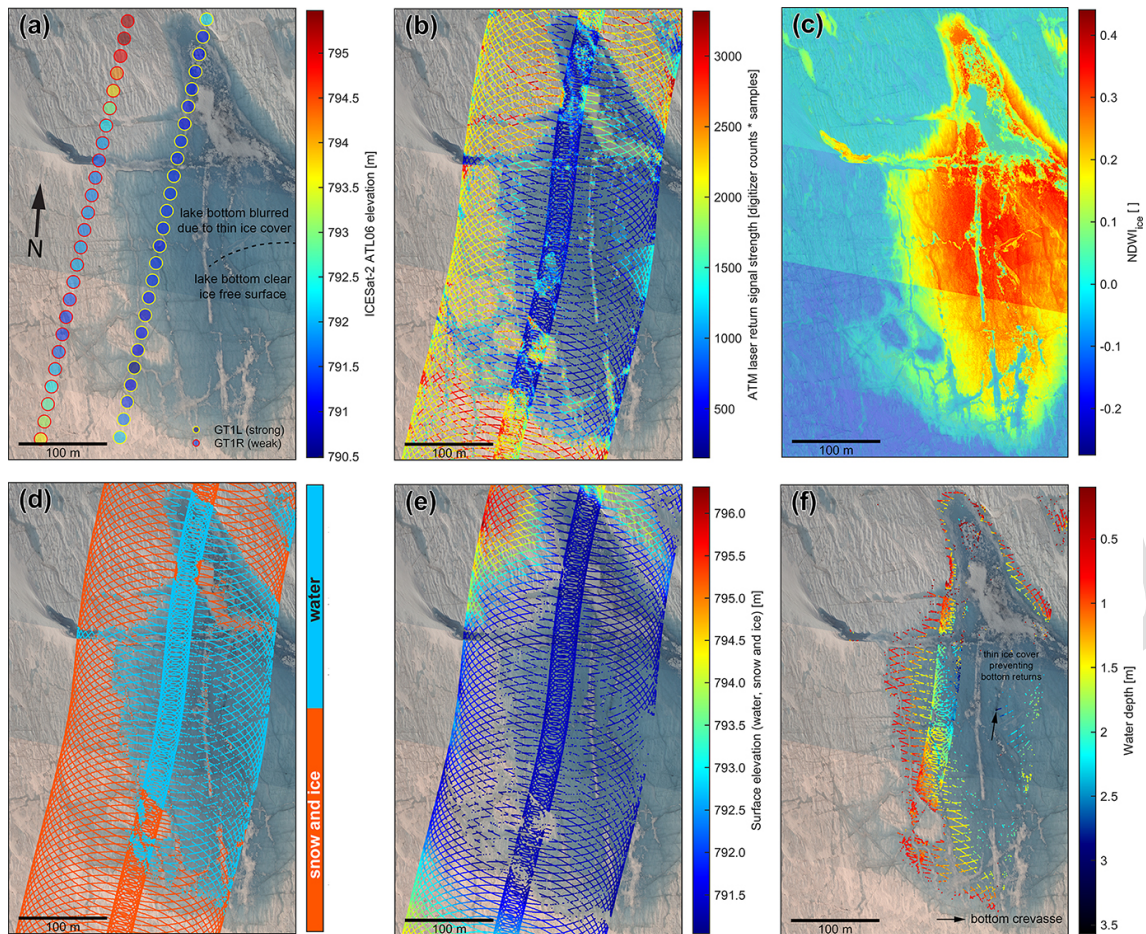 (a)
N
lake bottom blurred
due to thin ice cover
lake bottom clear
ice free surface
GT1L (strong)
GT1R (weak)
100 m
795
794.5
794
793.5
793
792.5
792
791.5
791
790.5
ICESat-2 ATL06 elevation [m]
(b)
100 m
3000
2500
2000
1500
1000
500
ATM laser return signal strength [digitizer counts * samples]
(c)
100 m
0.4
0.3
0.2
0.1
0.0
-0.1
-0.2
NDWIice [ ]
(d)
100 m
water
snow and ice
(e)
100 m
796.0
795.5
795.0
794.5
794.0
793.5
793.0
792.5
792.0
791.5
791.1
Surface elevation (water, snow and ice) [m]
(f)
thin ice cover
preventing
bottom returns
100 m
bottom crevasse
0.5
1
1.5
2
2.5
3
3.5
Water depth [m]